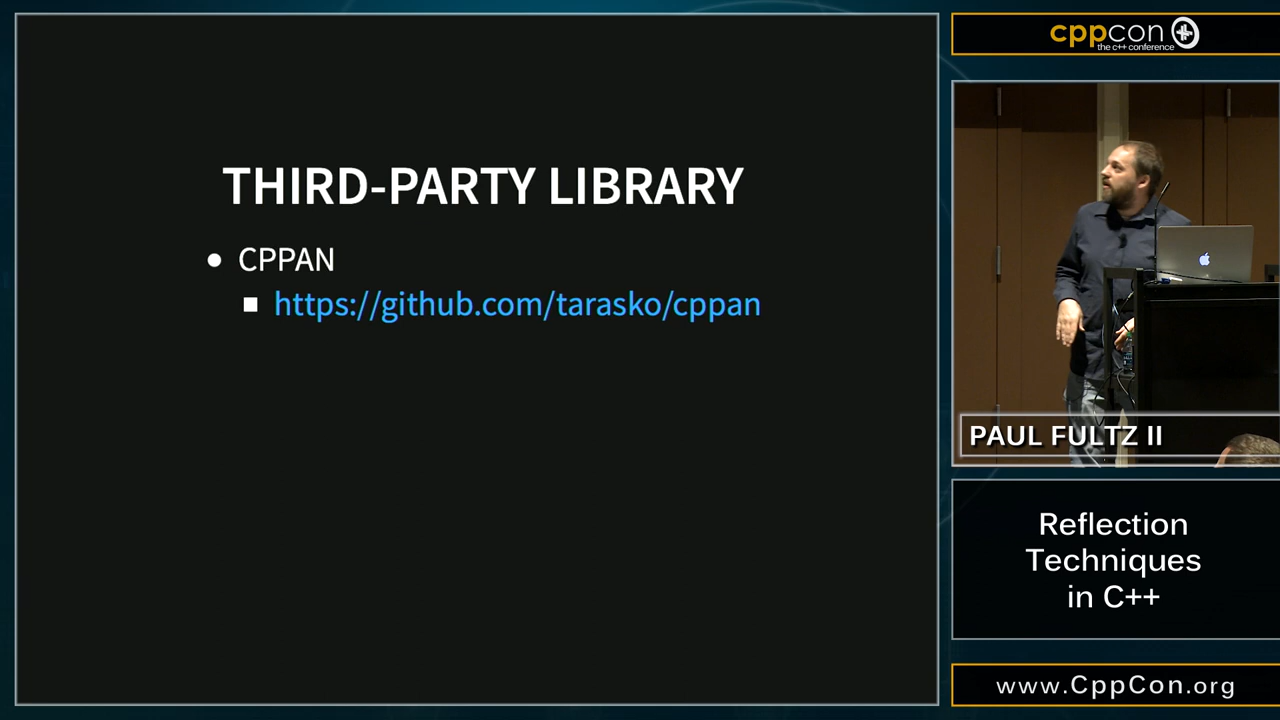 THIRD-PARTY LIBRARY
CPPAN
https://github.com/tarasko/cppan
cppcon
the c++ conference
PAUL FULTZ II
Reflection
Techniques
in C++
www.CppCon.org